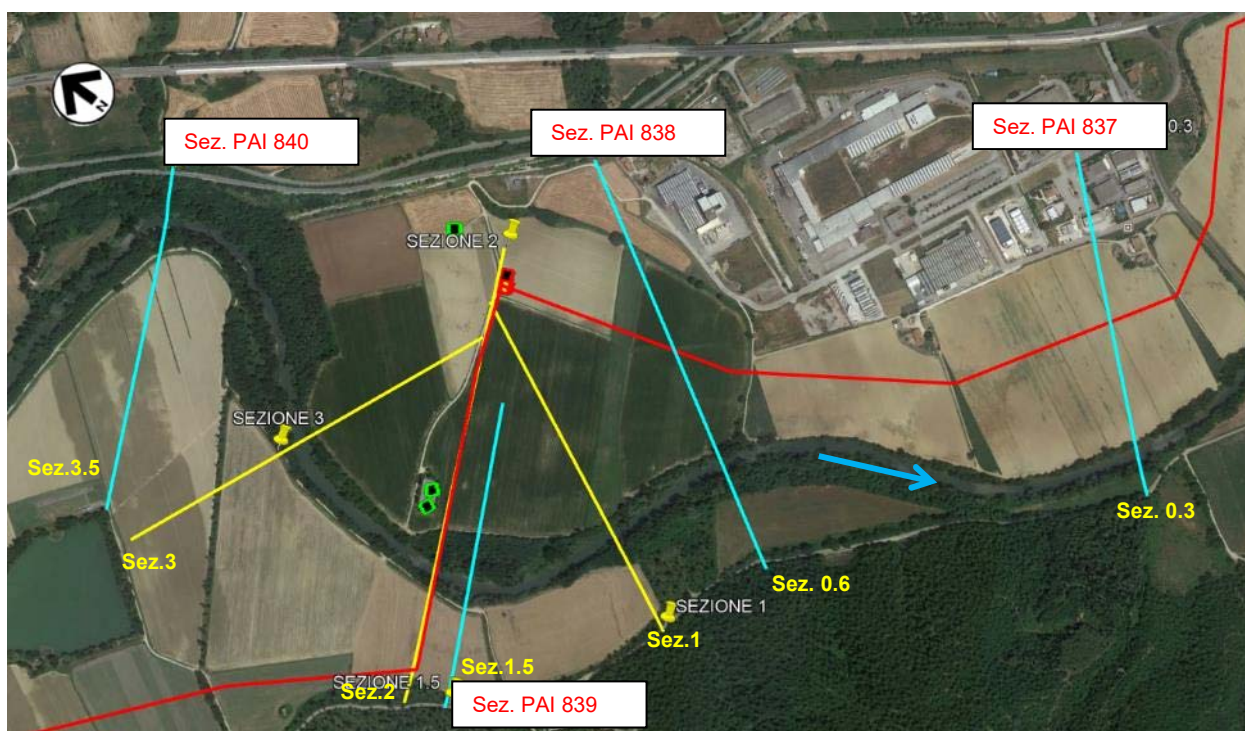 N
Sez. PAI 840
Sez. PAI 838
Sez. PAI 837
0.3
SEZIONE 2
SEZIONE 3
Sez.3.5
Sez.3
Sez. 0.3
Sez. 0.6
SEZIONE 1
Sez.1
Sez.1.5
SEZIONE 1.5
Sez.2
Sez. PAI 839